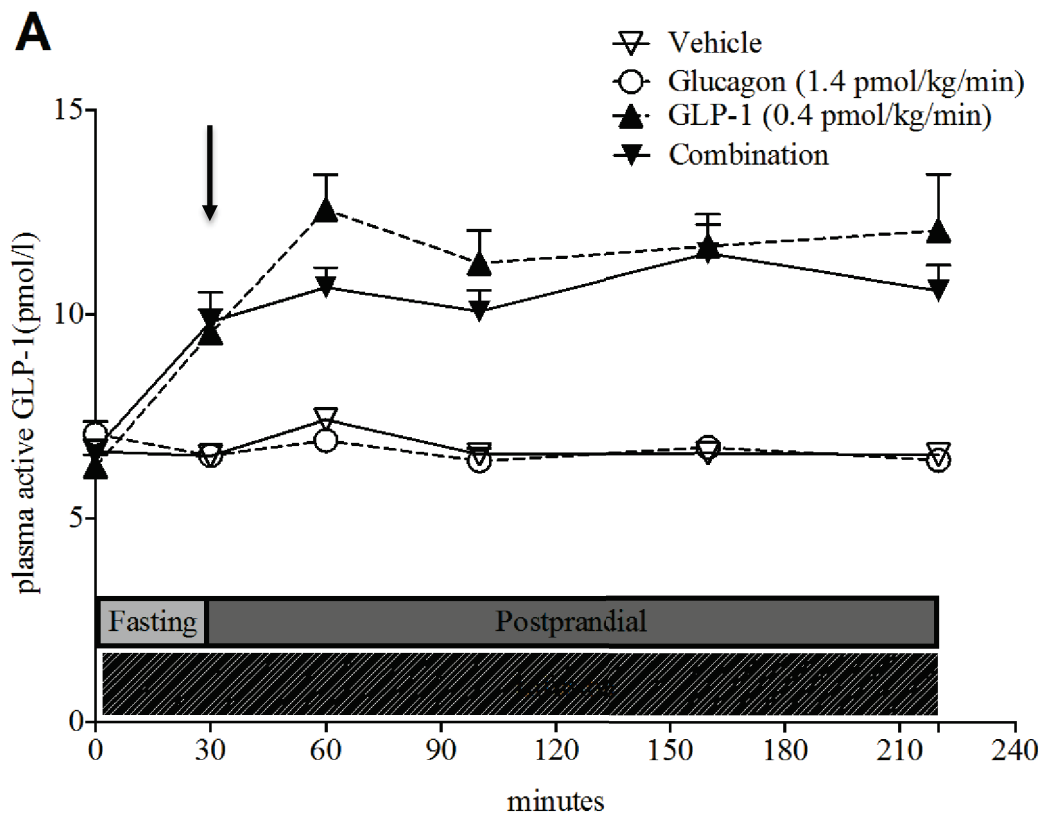 A
Vehicle
Glucagon (1.4 pmol/kg/min)
GLP-1 (0.4 pmol/kg/min)
Combination
plasma active GLP-1(pmol/l)
15
10
5
0
Fasting
Postprandial
0 30 60 90 120 150 180 210 240
minutes